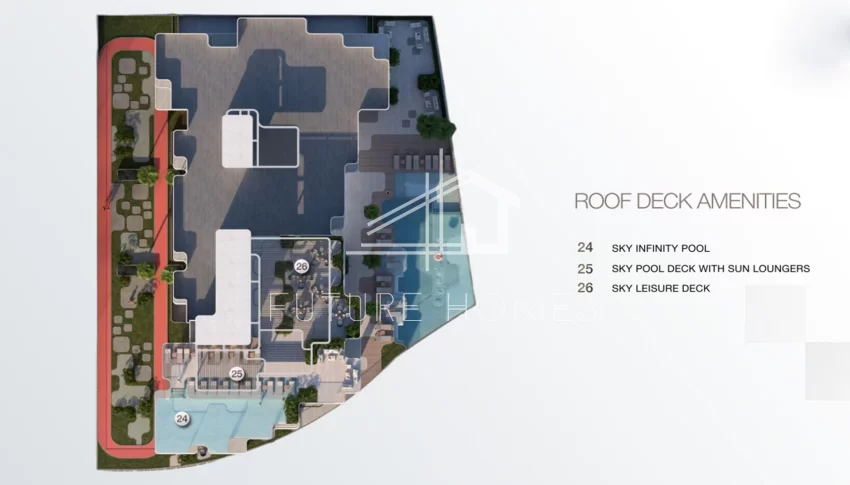 ROOF DECK AMENITIES
24 SKY INFINITY POOL
25 SKY POOL DECK WITH SUN LOUNGERS
26 SKY LEISURE DECK
26
FUTURE HOMES
25
24